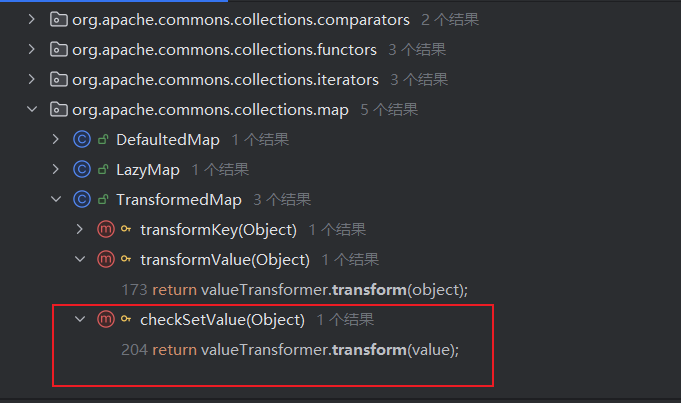 org.apache.commons.collections.comparators 2 个结果
org.apache.commons.collections.functors 3 个结果
org.apache.commons.collections.iterators 3 个结果
org.apache.commons.collections.map 5 个结果
C DefaultedMap 1 个结果
C LazyMap 1 个结果
C TransformedMap 3 个结果
m transformKey(Object) 1 个结果
m transformValue(Object) 1 个结果
173 return valueTransformer.transform(object);
m checkSetValue(Object) 1 个结果
204 return valueTransformer.transform(value);